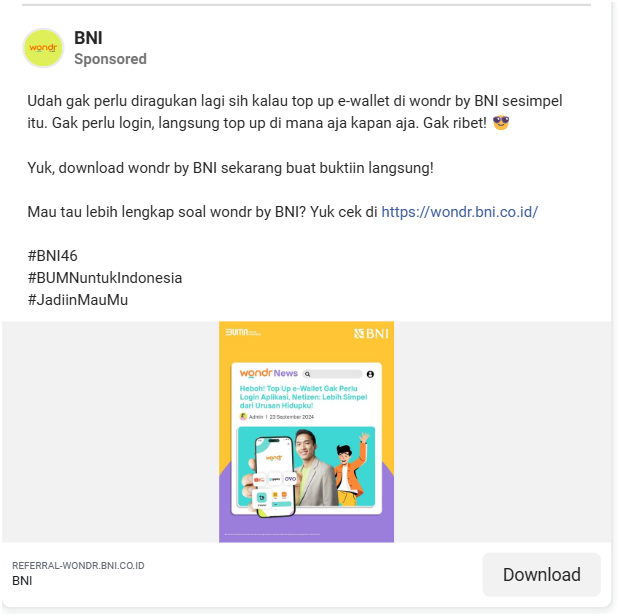 wondr
BNI
Sponsored
Udah gak perlu diragukan lagi sih kalau top up e-wallet di wondr by BNI sesimpel
itu. Gak perlu login, langsung top up di mana aja kapan aja. Gak ribet! 😎
Yuk, download wondr by BNI sekarang buat buktiin langsung!
Mau tau lebih lengkap soal wondr by BNI? Yuk cek di https://wondr.bni.co.id/
#BNI46
#BUMNuntukIndonesia
#JadiinMauMu
BUMN
BNI
wondr News
Heboh! Top Up e-Wallet Gak Perlu
Login Aplikasi, Netizen: Lebih Simpel
dari Urusan Hidupku!
Admin | 23 September 2024
wondr
OVO
REFERRAL-WONDR.BNI.CO.ID
BNI
Download